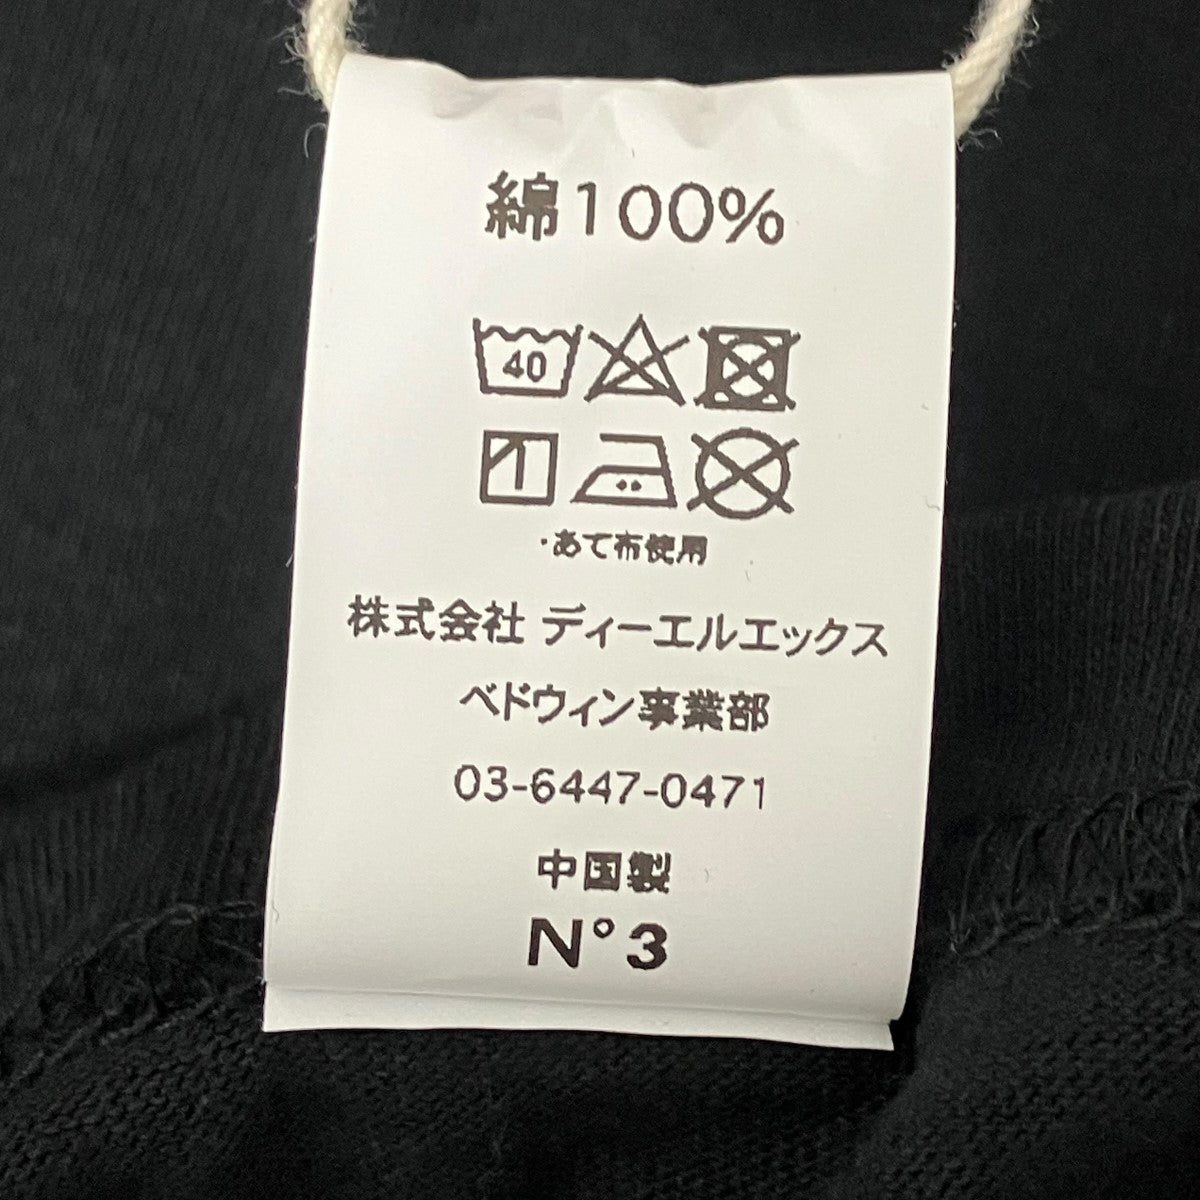 綿100%
40
・あて布使用
株式会社 ディーエルエックス
ベドウィン事業部
03-6447-0471
中国製
N°3